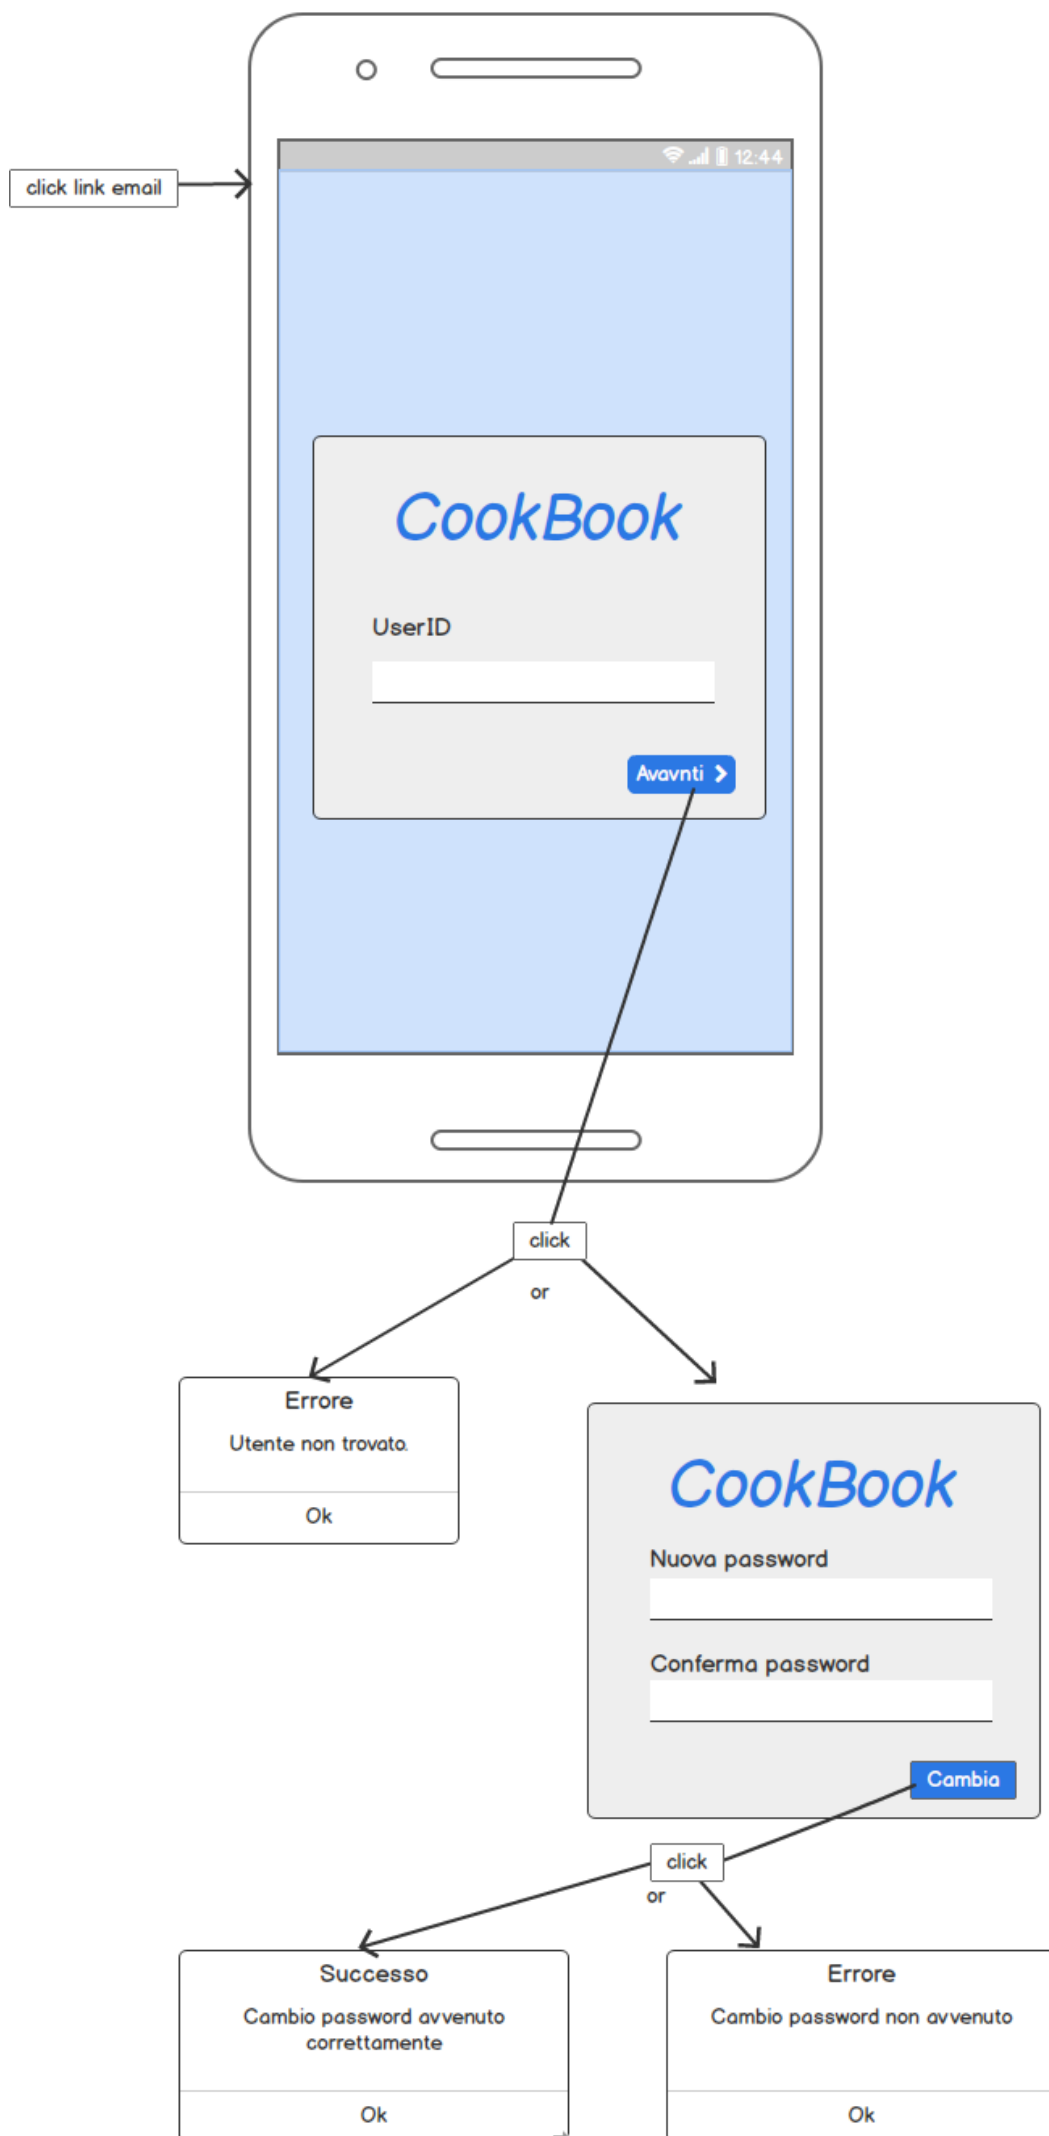 12:44
click link email
CookBook
UserID
Avavnti
click
or
Errore
Utente non trovato.
Ok
CookBook
Nuova password
Conferma password
Cambia
click
or
Successo
Cambio password avvenuto
correttamente
Ok
Errore
Cambio password non avvenuto
Ok